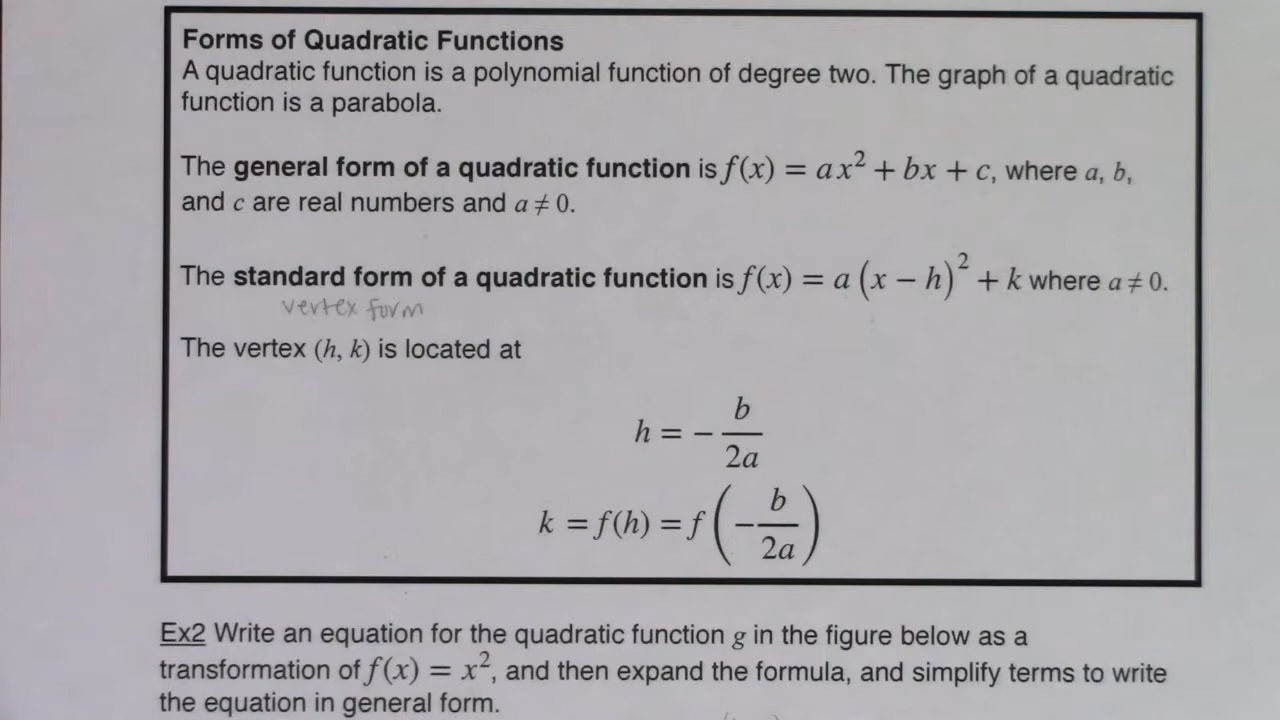 Forms of Quadratic Functions
A quadratic function is a polynomial function of degree two. The graph of a quadratic
function is a parabola.
The general form of a quadratic function is f(x) = ax² + bx + c, where a, b,
and c are real numbers and a ≠ 0.
The standard form of a quadratic function is f(x) = a (x − h)² + k where a ≠ 0.
vertex form
The vertex (h, k) is located at
h = − b/2a
k = f(h) = f(− b/2a)
Ex2 Write an equation for the quadratic function g in the figure below as a
transformation of f(x) = x², and then expand the formula, and simplify terms to write
the equation in general form.